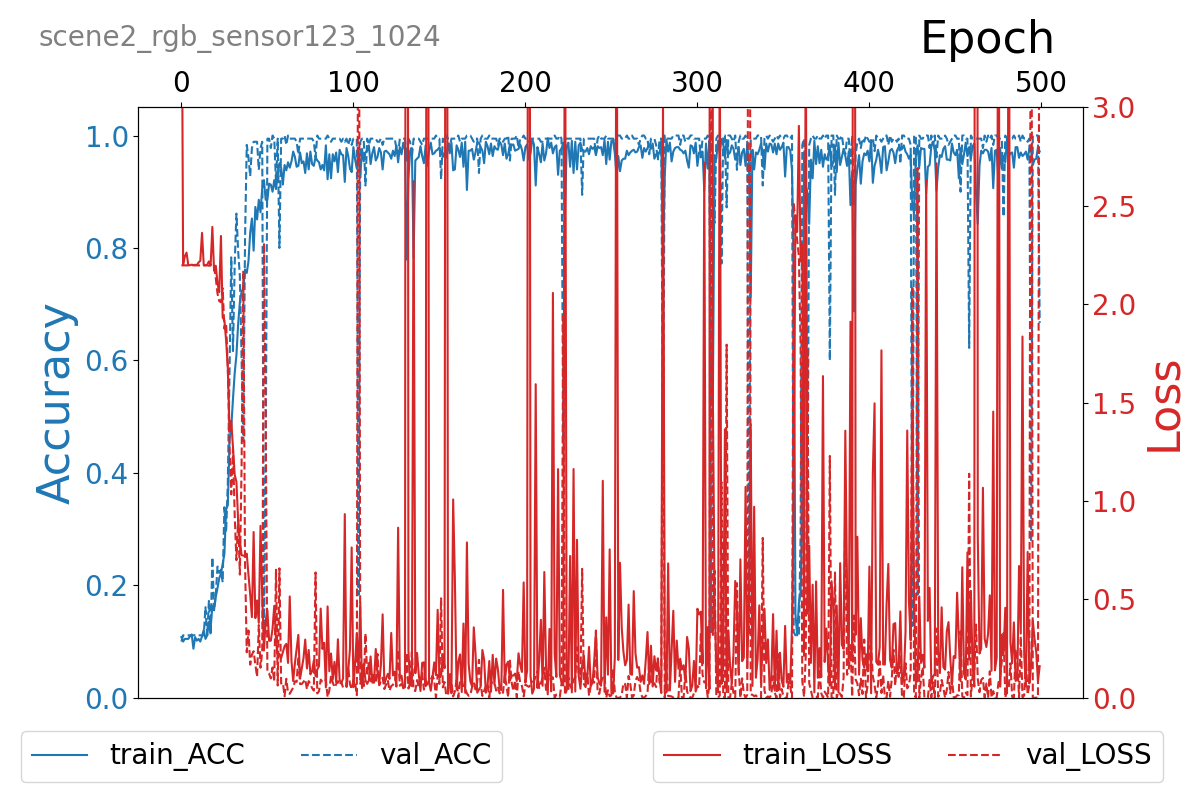 scene2_rgb_sensor123_1024
Epoch
0 100 200 300 400 500
1.0
0.8
0.6
0.4
0.2
0.0
Accuracy
3.0
2.5
2.0
1.5
1.0
0.5
0.0
Loss
train_ACC val_ACC
train_LOSS val_LOSS